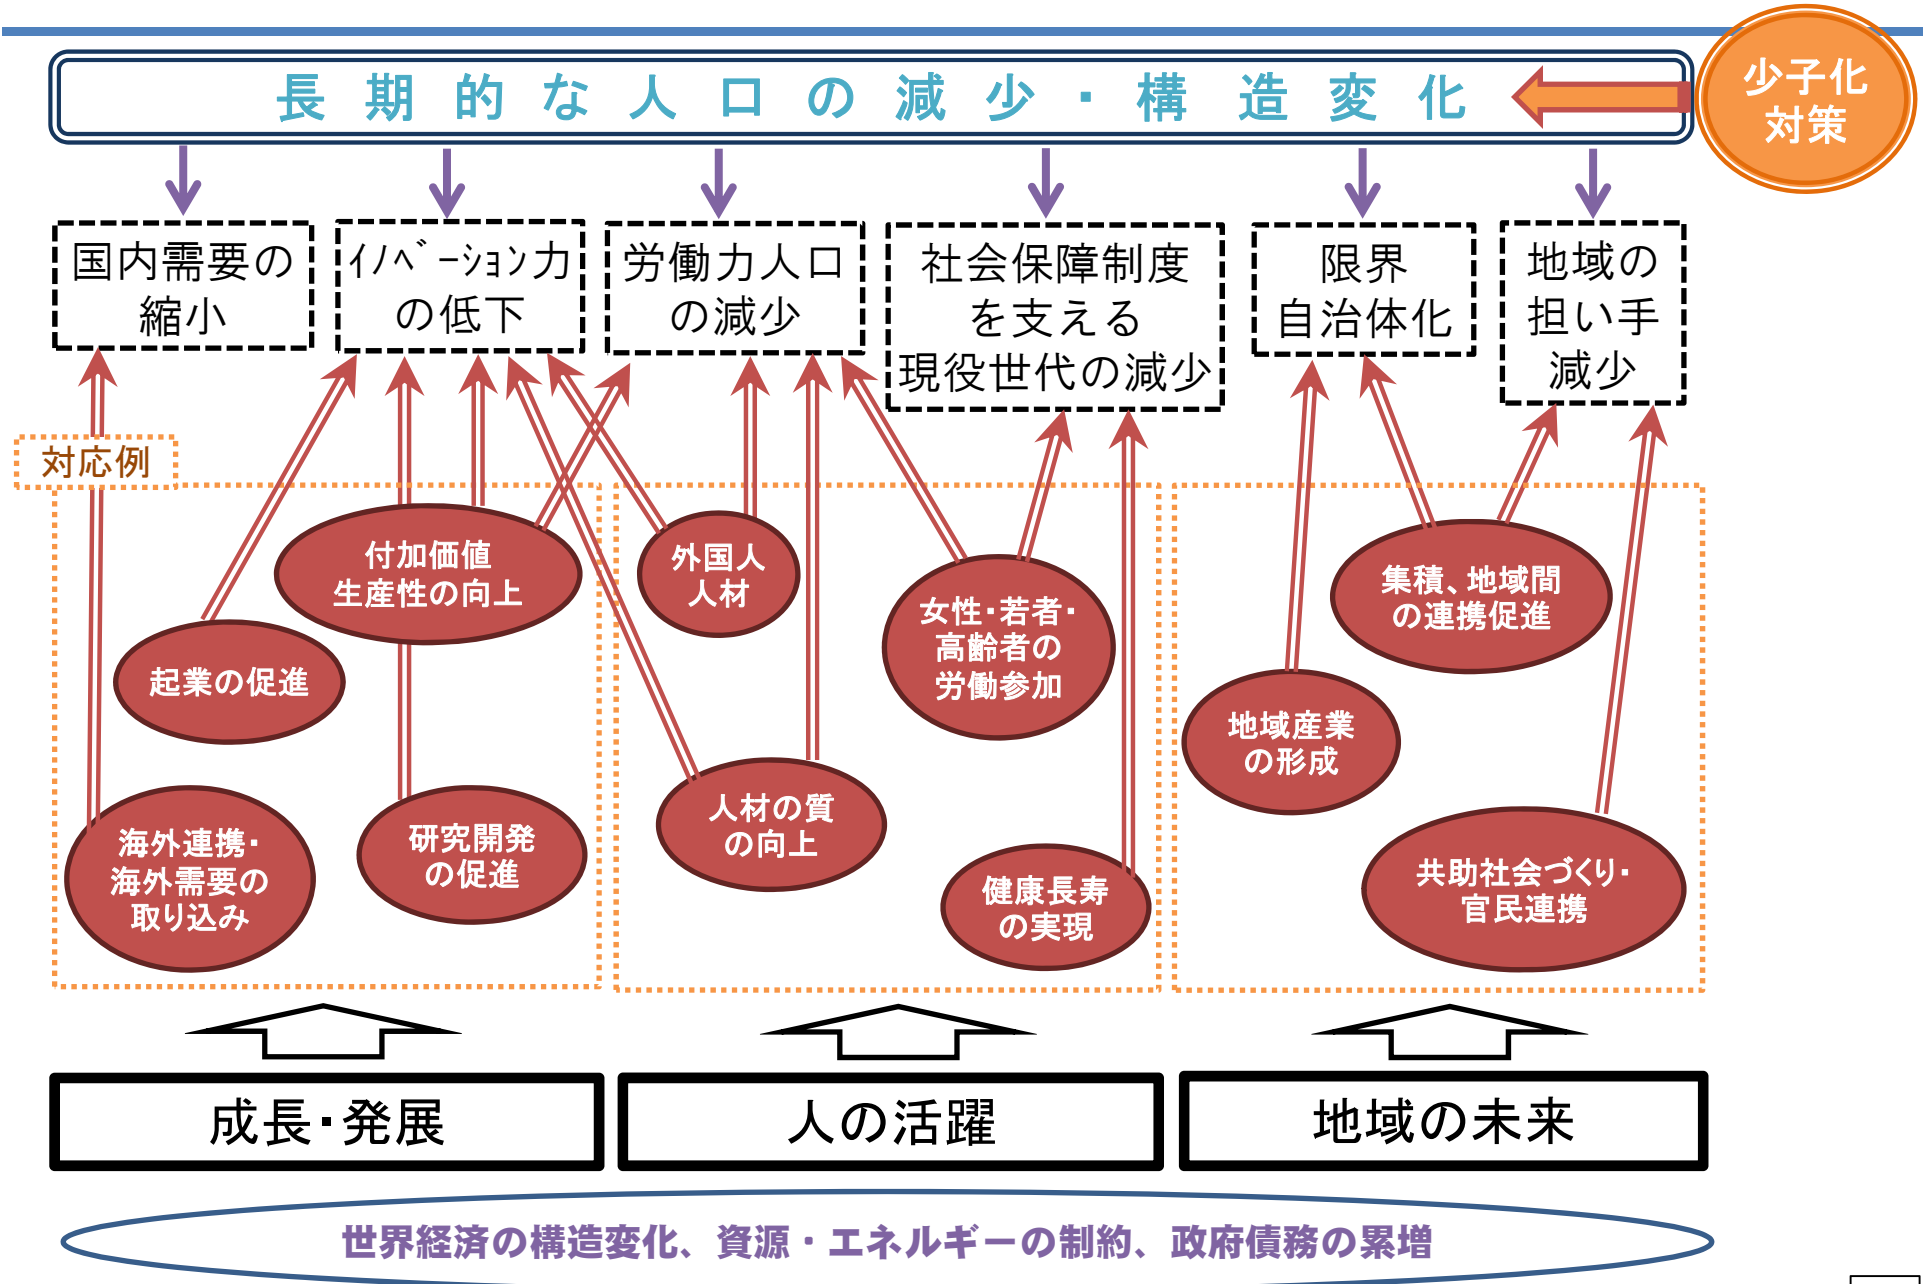 長期的な人口の減少・構造変化
少子化
対策
国内需要の
縮小
ｲﾉﾍﾞｰｼｮﾝ力
の低下
労働力人口
の減少
社会保障制度
を支える
現役世代の減少
限界
自治体化
地域の
担い手
減少
対応例
付加価値
生産性の向上
起業の促進
海外連携・
海外需要の
取り込み
研究開発
の促進
外国人
人材
女性・若者・
高齢者の
労働参加
人材の質
の向上
健康長寿
の実現
集積、地域間
の連携促進
地域産業
の形成
共助社会づくり・
官民連携
成長・発展
人の活躍
地域の未来
世界経済の構造変化、資源・エネルギーの制約、政府債務の累増